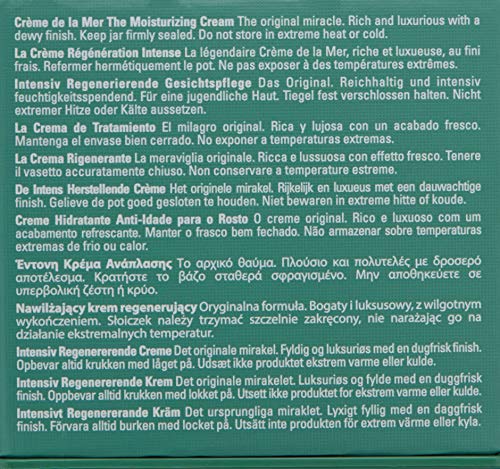 Crème de la Mer The Moisturizing Cream The original miracle. Rich and luxurious with a
dewy finish. Keep jar firmly sealed. Do not store in extreme heat or cold.
La Crème Régénération Intense La légendaire Crème de la Mer, riche et luxueuse, au fini
frais. Refermer hermétiquement le pot. Ne pas exposer à des températures extrêmes.
Intensiv Regenerierende Gesichtspflege Das Original. Reichhaltig und intensiv
feuchtigkeitsspendend. Für eine jugendliche Haut. Tiegel fest verschlossen halten. Nicht
extremer Hitze oder Kälte aussetzen.
La Crema de Tratamiento El milagro original. Rica y lujosa con un acabado fresco.
Mantenga el envase bien cerrado. No exponer a temperaturas extremas.
La Crema Rigenerante La meraviglia originale. Ricca e lussuosa con effetto fresco. Tenere
il vasetto accuratamente chiuso. Non conservare a temperature estreme.
De Intens Herstellende Crème Het originele mirakel. Rijkelijk en luxueus met een dauwachtige
finish. Gelieve de pot goed gesloten te houden. Niet bewaren in extreme hitte of koude.
Creme Hidratante Anti-Idade para o Rosto O creme original. Rico e luxuoso com um
acabamento refrescante. Manter o frasco bem fechado. Não armazenar sobre temperaturas
extremas de frio ou calor.
Έντονη Κρέμα Ανάπλασης Το αρχικό θαύμα. Πλούσιο και πολυτελές με δροσερό
αποτέλεσμα. Κρατήστε το βάζο σταθερά σφραγισμένο. Μην αποθηκεύετε σε
υπερβολική ζέστη ή κρύο.
Nawilżający krem regenerujący Oryginalna formuła. Bogaty i luksusowy, z wilgotnym
wykończeniem. Słoiczek należy trzymać szczelnie zakręcony, nie narażając go na
działanie ekstremalnych temperatur.
Intensiv Regenererende Creme Det originale mirakel. Fyldig og luksuriøs med en dugfrisk finish.
Opbevar altid krukken med låget på. Udsæt ikke produktet ekstrem varme eller kulde.
Intensiv Regenererende Krem Det originale mirakelet. Luksuriøs og fylde med en daggfrisk
finish. Oppbevar alltid krukken med lokket på. Utsett ikke produktet for ekstrem varme eller kulde.
Intensivt Regenererande Kräm Det ursprungliga miraklet. Lyxigt fyllig med en daggfrisk
finish. Förvara alltid burken med locket på. Utsätt inte produkten för extrem värme eller kyla.